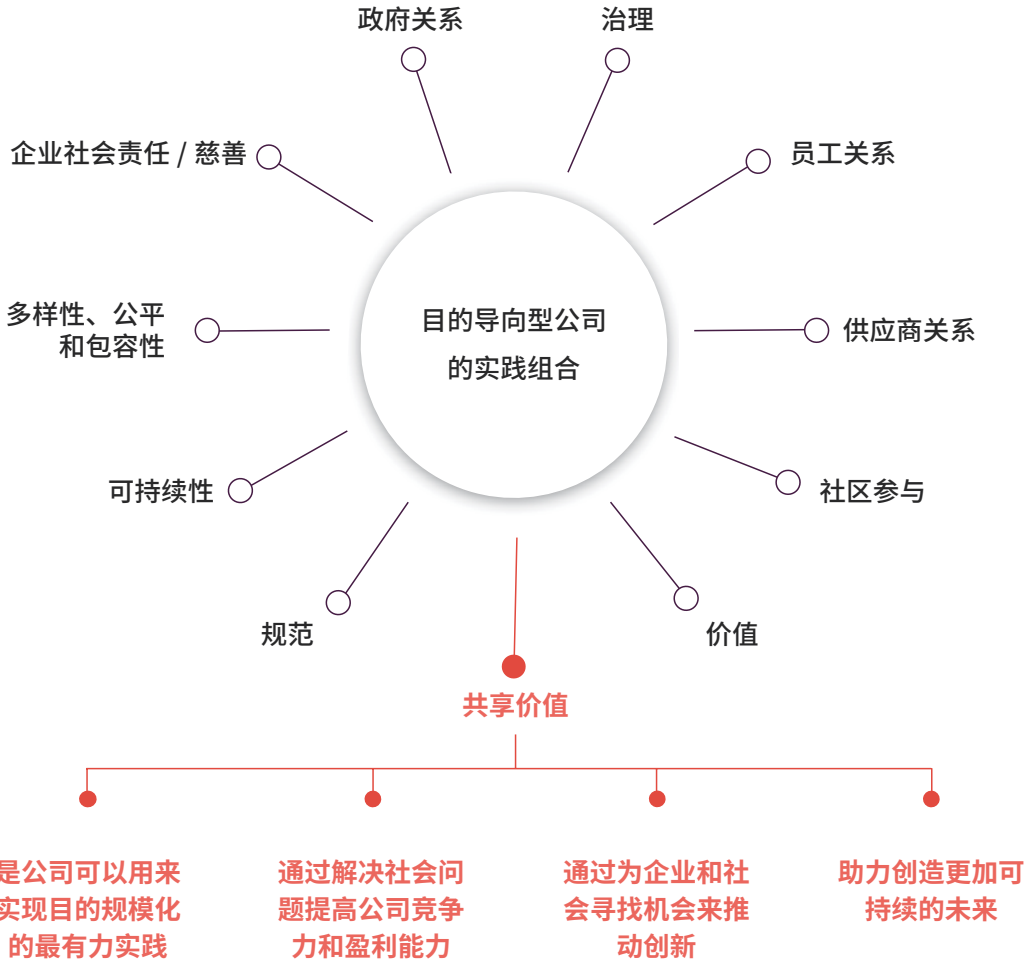 政府关系
治理
企业社会责任 / 慈善
员工关系
多样性、公平
和包容性
目的导向型公司
的实践组合
供应商关系
可持续性
社区参与
规范
价值
共享价值
是公司可以用来
实现目的规模化
的最有力实践
通过解决社会问
题提高公司竞争
力和盈利能力
通过为企业和社
会寻找机会来推
动创新
助力创造更加可
持续的未来